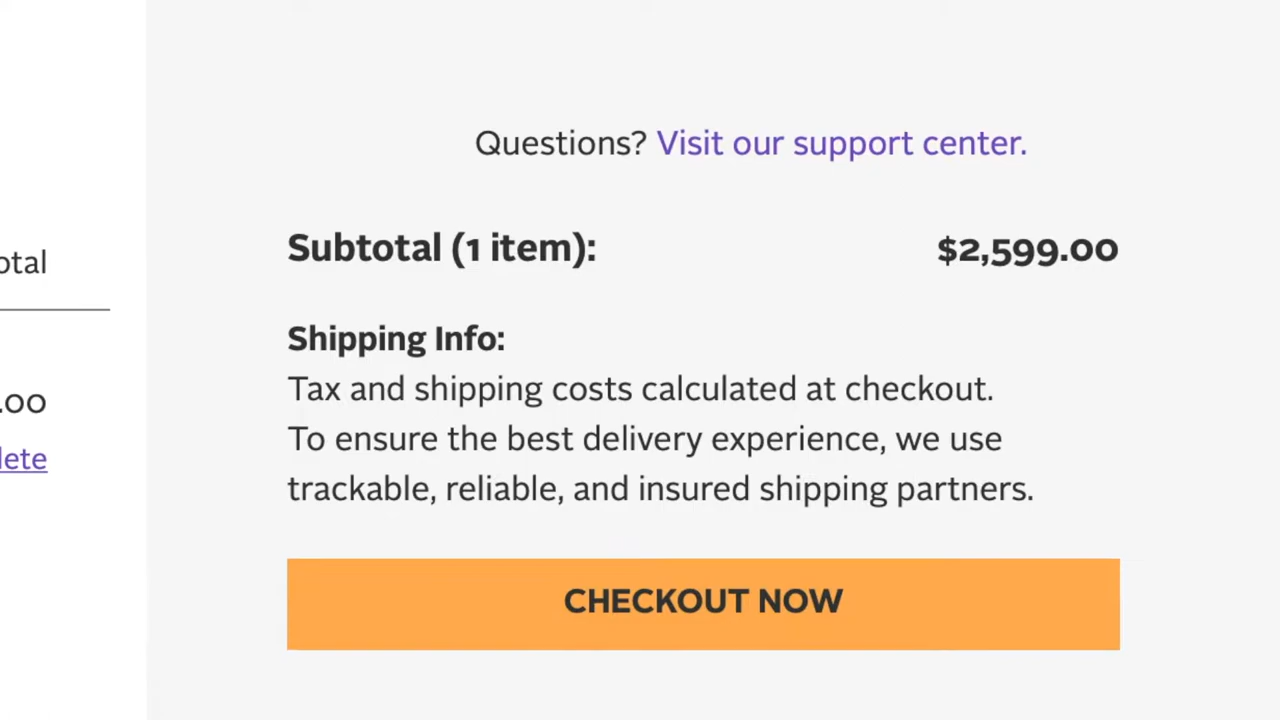 Questions? Visit our support center.
Subtotal (1 item): $2,599.00
Shipping Info:
Tax and shipping costs calculated at checkout.
To ensure the best delivery experience, we use
trackable, reliable, and insured shipping partners.
CHECKOUT NOW